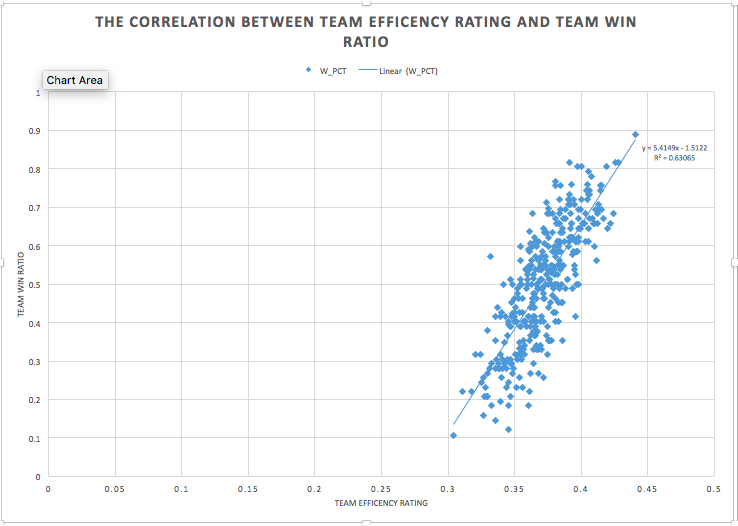 THE CORRELATION BETWEEN TEAM EFFICENCY RATING AND TEAM WIN
RATIO
W_PCT
Linear (W_PCT)
Chart Area
1
0.9
0.8
0.7
0.6
0.5
0.4
0.3
0.2
0.1
0
TEAM WIN RATIO
y = 5.4149x - 1.5122
R² = 0.63065
0 0.05 0.1 0.15 0.2 0.25 0.3 0.35 0.4 0.45 0.5
TEAM EFFICENCY RATING